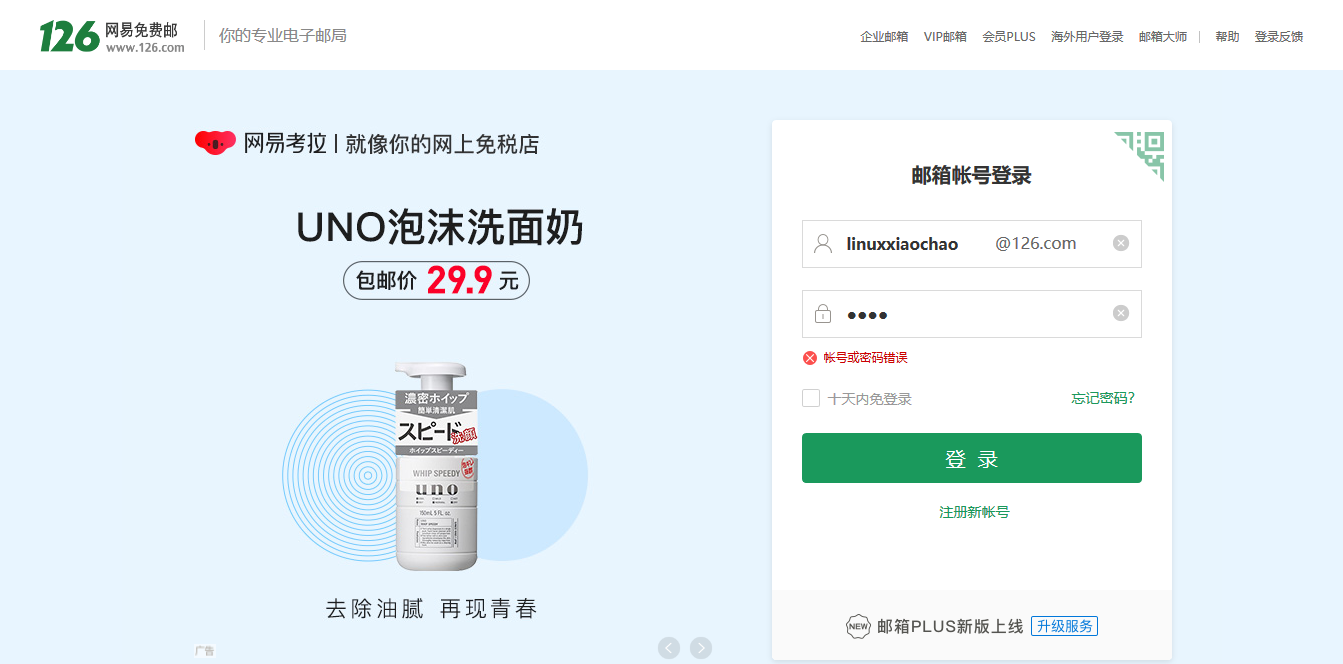 126 网易免费邮
www.126.com
你的专业电子邮局
企业邮箱 VIP邮箱 会员PLUS 海外用户登录 邮箱大师 | 帮助 登录反馈
网易考拉 | 就像你的网上免税店
UNO泡沫洗面奶
包邮价 29.9 元
濃密ホイップ
簡単清潔肌
スピード洗顔
ホイップスピーディー
WHIP SPEEDY
uno
150mL 5 FL. oz.
去除油腻 再现青春
广告
邮箱帐号登录
linuxxiaochao @126.com
帐号或密码错误
十天内免登录 忘记密码?
登 录
注册新帐号
NEW 邮箱PLUS新版上线 升级服务